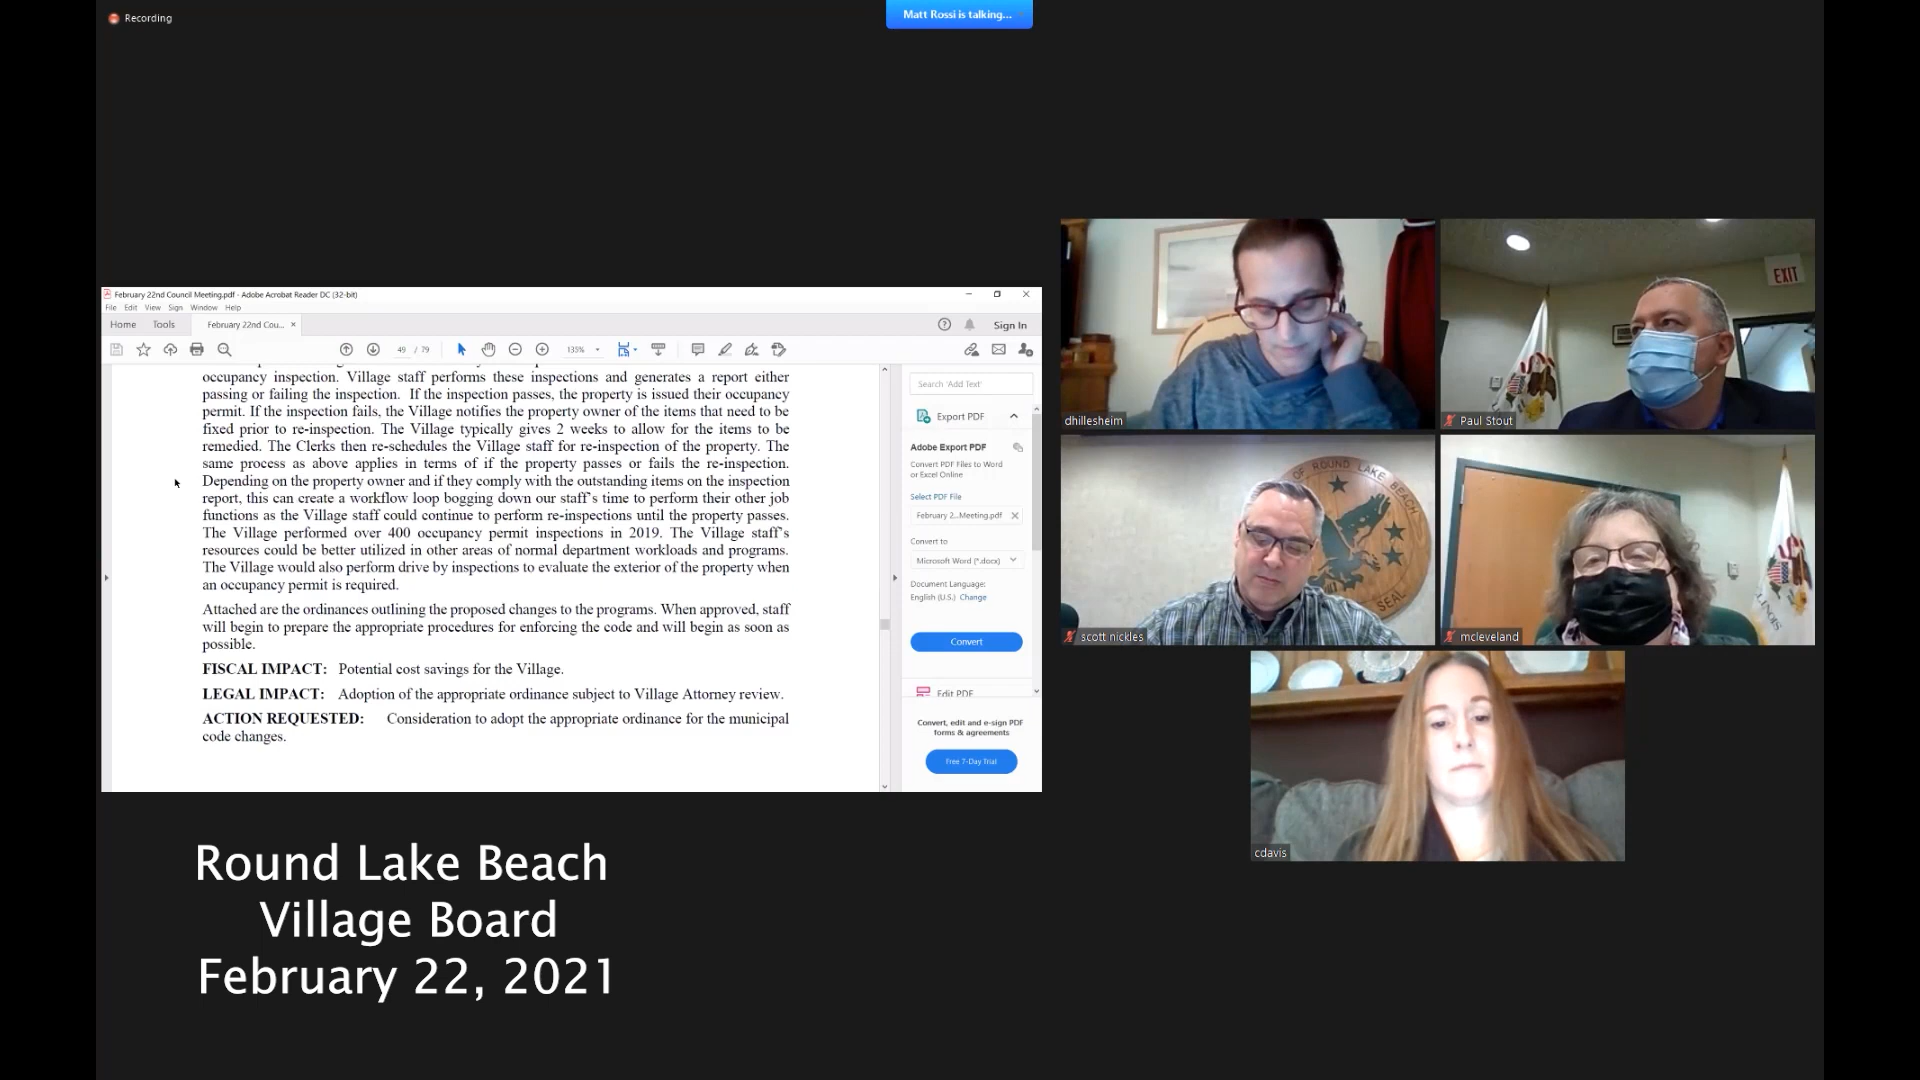 Recording
Matt Rossi is talking...
February 22nd Council Meeting.pdf - Adobe Acrobat Reader DC (32-bit)
File Edit View Sign Window Help
Home Tools February 22nd Cou... × Sign In
49 / 79 135%
occupancy inspection. Village staff performs these inspections and generates a report either
passing or failing the inspection. If the inspection passes, the property is issued their occupancy
permit. If the inspection fails, the Village notifies the property owner of the items that need to be
fixed prior to re-inspection. The Village typically gives 2 weeks to allow for the items to be
remedied. The Clerks then re-schedules the Village staff for re-inspection of the property. The
same process as above applies in terms of if the property passes or fails the re-inspection.
Depending on the property owner and if they comply with the outstanding items on the inspection
report, this can create a workflow loop bogging down our staff's time to perform their other job
functions as the Village staff could continue to perform re-inspections until the property passes.
The Village performed over 400 occupancy permit inspections in 2019. The Village staff's
resources could be better utilized in other areas of normal department workloads and programs.
The Village would also perform drive by inspections to evaluate the exterior of the property when
an occupancy permit is required.
Attached are the ordinances outlining the proposed changes to the programs. When approved, staff
will begin to prepare the appropriate procedures for enforcing the code and will begin as soon as
possible.
FISCAL IMPACT: Potential cost savings for the Village.
LEGAL IMPACT: Adoption of the appropriate ordinance subject to Village Attorney review.
ACTION REQUESTED: Consideration to adopt the appropriate ordinance for the municipal
code changes.
Search 'Add Text'
Export PDF
Adobe Export PDF
Convert PDF Files to Word
or Excel Online
Select PDF File
February 2...Meeting.pdf
Convert to
Microsoft Word (*.docx)
Document Language:
English (U.S.) Change
Convert
Edit PDF
Convert, edit and e-sign PDF
forms & agreements
Free 7-Day Trial
dhillesheim
EXIT
Paul Stout
OF ROUND LAKE BEACH
SEAL
scott nickles
mcleveland
cdavis
Round Lake Beach
Village Board
February 22, 2021